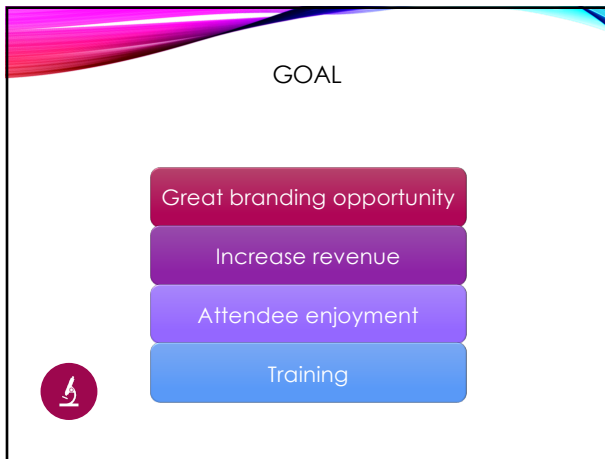 GOAL
Great branding opportunity
Increase revenue
Attendee enjoyment
Training